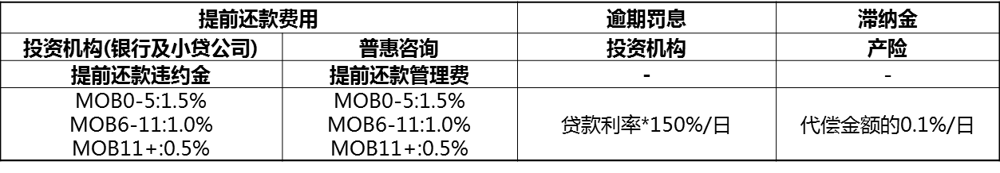 提前还款费用 逾期罚息 滞纳金
投资机构(银行及小贷公司) 普惠咨询 投资机构 产险
提前还款违约金 提前还款管理费 - -
MOB0-5:1.5% MOB0-5:1.5%
MOB6-11:1.0% MOB6-11:1.0% 贷款利率*150%/日 代偿金额的0.1%/日
MOB11+:0.5% MOB11+:0.5%